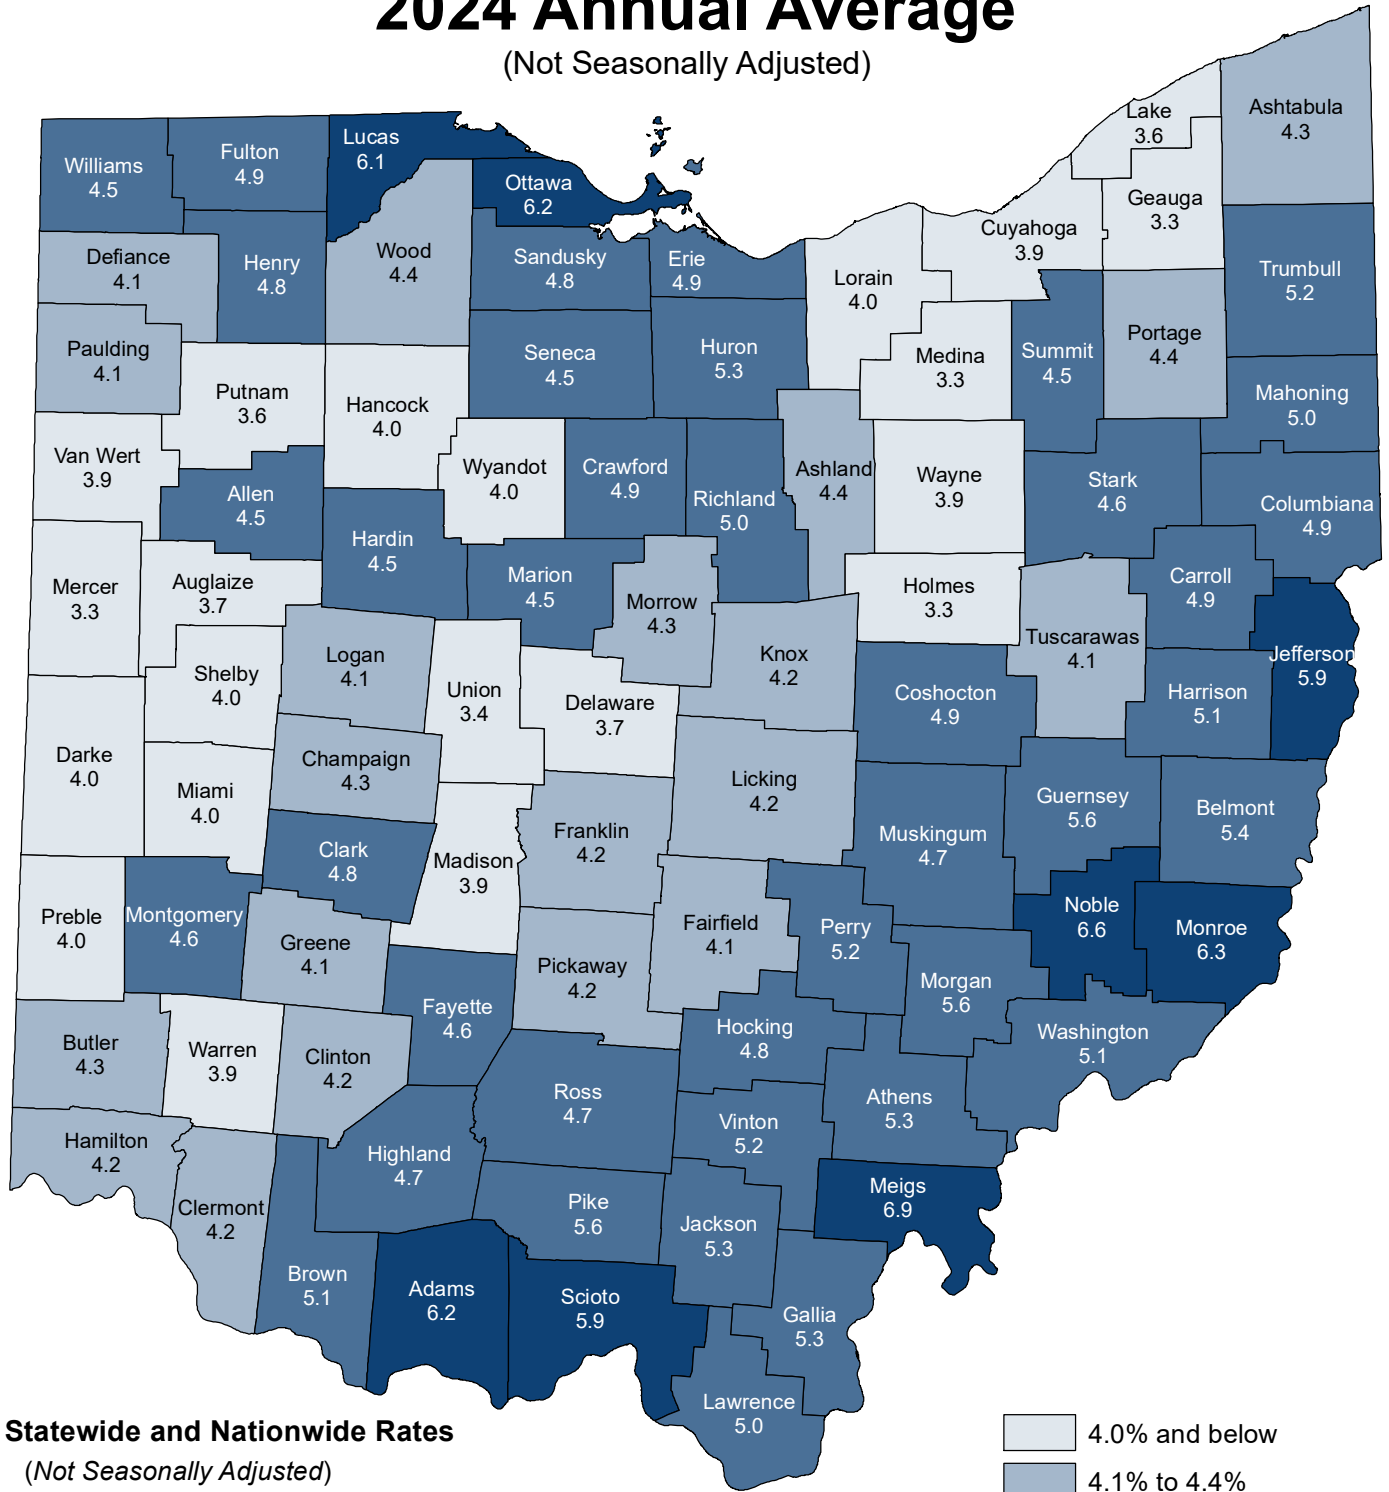 2024 Annual Average
(Not Seasonally Adjusted)
Lake
3.6
Ashtabula
4.3
Lucas
6.1
Fulton
4.9
Williams
4.5
Ottawa
6.2
Geauga
3.3
Cuyahoga
3.9
Wood
4.4
Defiance
4.1
Henry
4.8
Sandusky
4.8
Erie
4.9
Lorain
4.0
Trumbull
5.2
Paulding
4.1
Seneca
4.5
Huron
5.3
Medina
3.3
Summit
4.5
Portage
4.4
Putnam
3.6
Hancock
4.0
Mahoning
5.0
Van Wert
3.9
Wyandot
4.0
Crawford
4.9
Richland
5.0
Ashland
4.4
Wayne
3.9
Stark
4.6
Columbiana
4.9
Allen
4.5
Hardin
4.5
Mercer
3.3
Auglaize
3.7
Marion
4.5
Morrow
4.3
Holmes
3.3
Carroll
4.9
Tuscarawas
4.1
Jefferson
5.9
Shelby
4.0
Logan
4.1
Union
3.4
Delaware
3.7
Knox
4.2
Coshocton
4.9
Harrison
5.1
Darke
4.0
Miami
4.0
Champaign
4.3
Licking
4.2
Guernsey
5.6
Belmont
5.4
Clark
4.8
Madison
3.9
Franklin
4.2
Muskingum
4.7
Preble
4.0
Montgomery
4.6
Greene
4.1
Fairfield
4.1
Perry
5.2
Noble
6.6
Monroe
6.3
Pickaway
4.2
Morgan
5.6
Fayette
4.6
Hocking
4.8
Washington
5.1
Butler
4.3
Warren
3.9
Clinton
4.2
Ross
4.7
Athens
5.3
Vinton
5.2
Hamilton
4.2
Highland
4.7
Clermont
4.2
Pike
5.6
Jackson
5.3
Meigs
6.9
Brown
5.1
Adams
6.2
Scioto
5.9
Gallia
5.3
Lawrence
5.0
Statewide and Nationwide Rates
(Not Seasonally Adjusted)
4.0% and below
4.1% to 4.4%